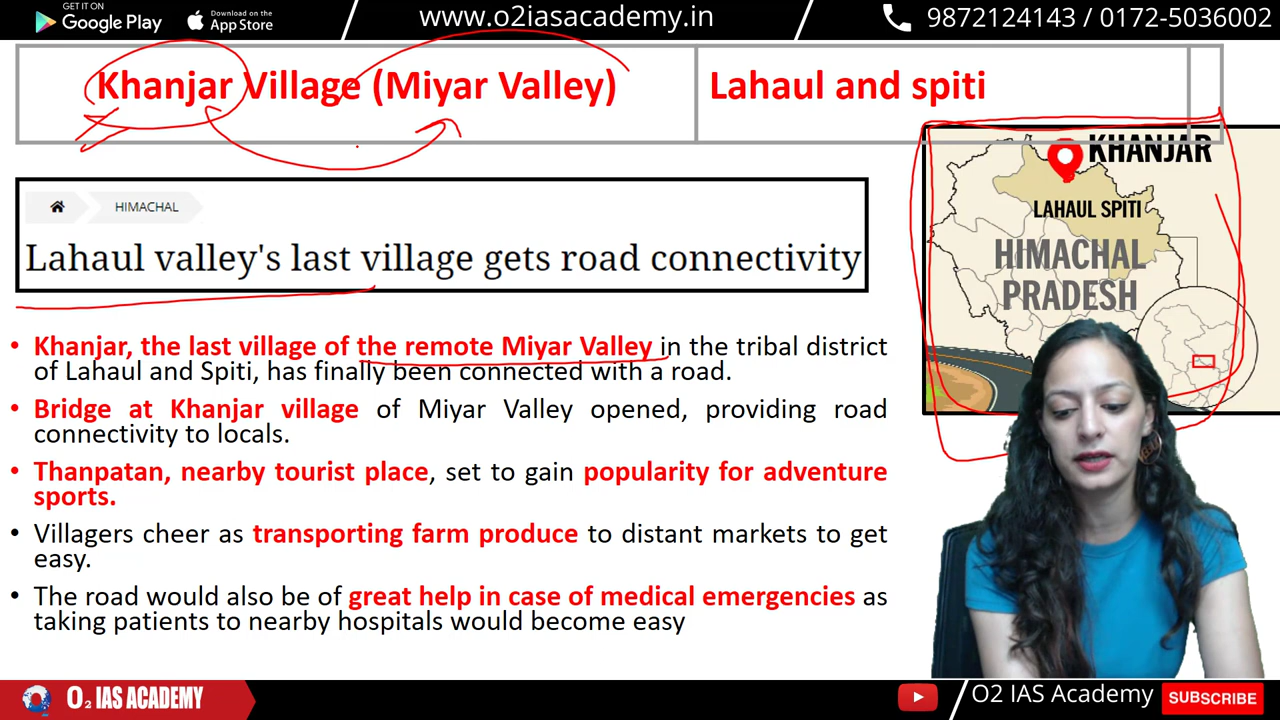 GET IT ON
Google Play
Download on the
App Store
www.o2iasacademy.in
9872124143 / 0172-5036002
Khanjar Village (Miyar Valley)
Lahaul and spiti
KHANJAR
LAHAUL SPITI
HIMACHAL
PRADESH
HIMACHAL
Lahaul valley's last village gets road connectivity
• Khanjar, the last village of the remote Miyar Valley in the tribal district
of Lahaul and Spiti, has finally been connected with a road.
• Bridge at Khanjar village of Miyar Valley opened, providing road
connectivity to locals.
• Thanpatan, nearby tourist place, set to gain popularity for adventure
sports.
• Villagers cheer as transporting farm produce to distant markets to get
easy.
• The road would also be of great help in case of medical emergencies as
taking patients to nearby hospitals would become easy
O2 IAS ACADEMY
O2 IAS Academy
SUBSCRIBE